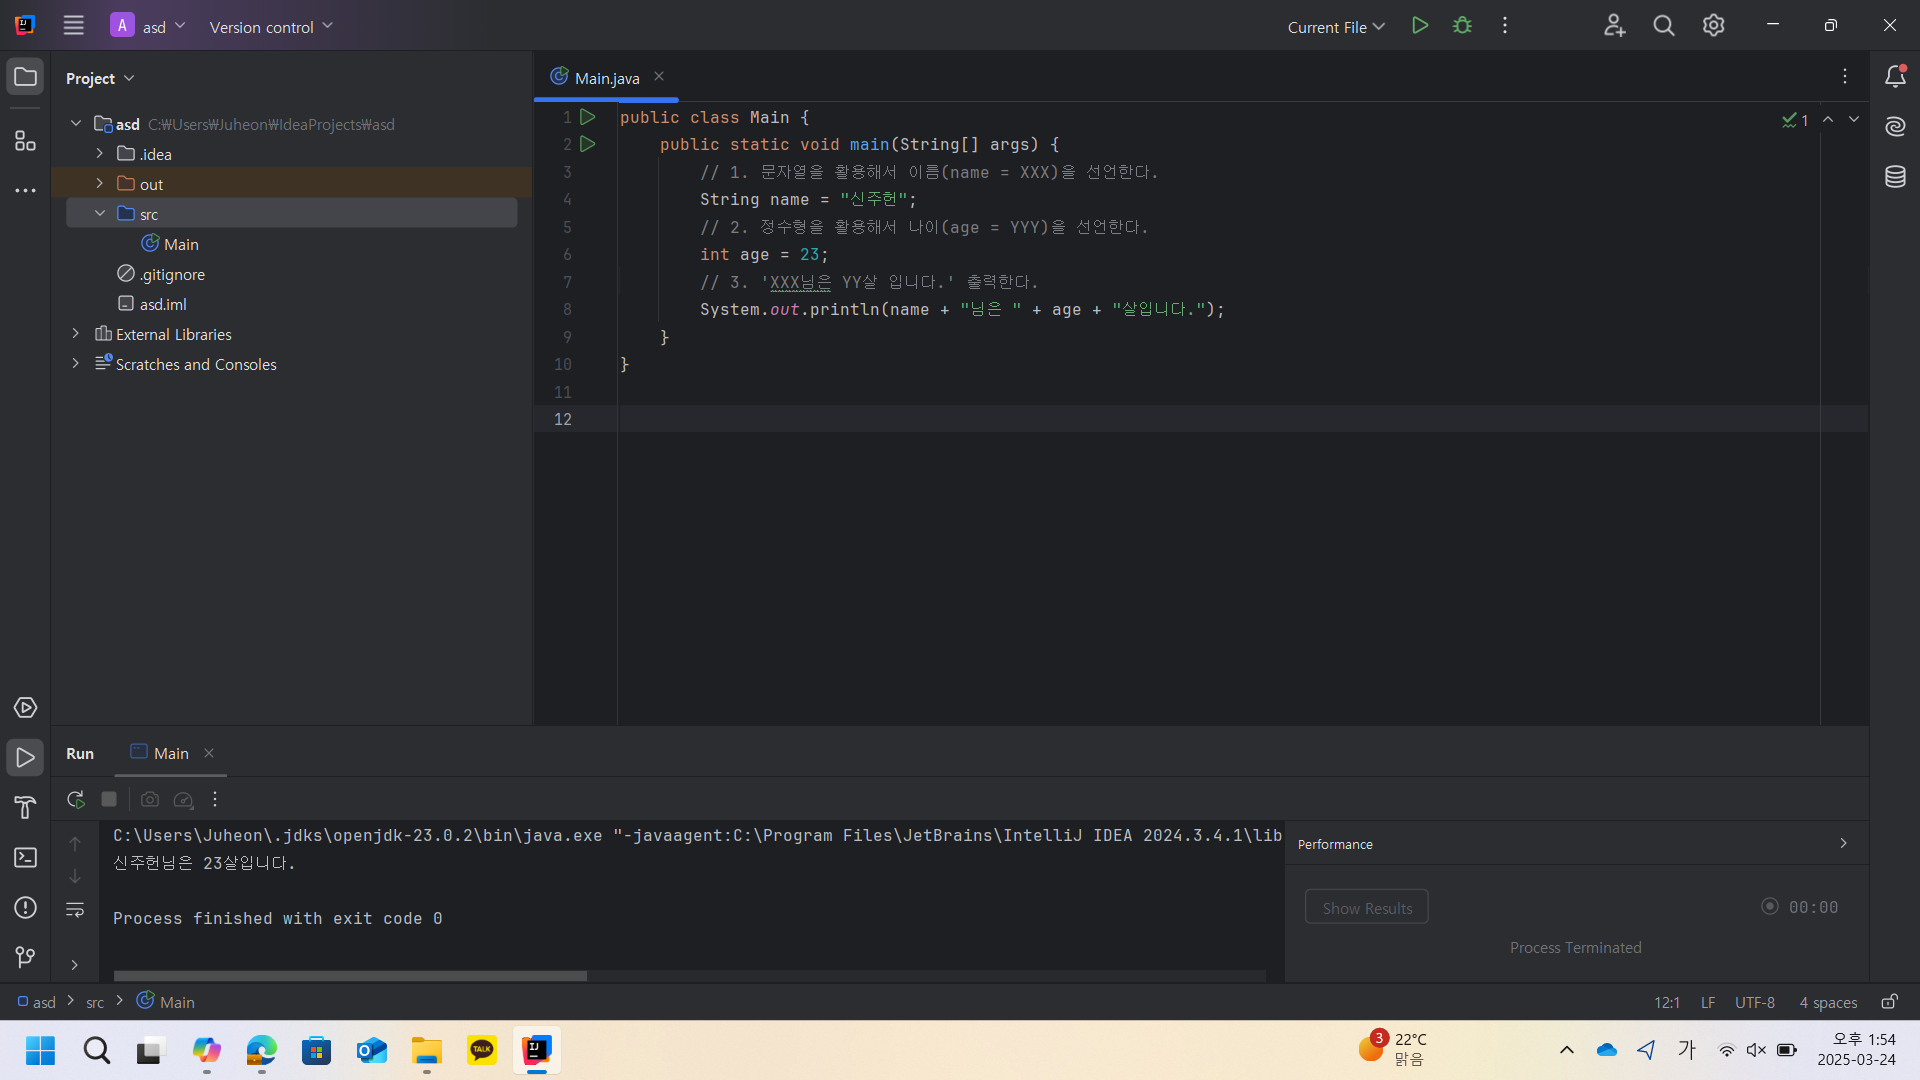 A asd Version control Current File
Project
Main.java
asd C:₩Users₩Juheon₩IdeaProjects₩asd
.idea
out
src
Main
.gitignore
asd.iml
External Libraries
Scratches and Consoles
1 public class Main {
2 public static void main(String[] args) {
3 // 1. 문자열을 활용해서 이름(name = XXX)을 선언한다.
4 String name = "신주헌";
5 // 2. 정수형을 활용해서 나이(age = YYY)을 선언한다.
6 int age = 23;
7 // 3. 'XXX님은 YY살 입니다.' 출력한다.
8 System.out.println(name + "님은 " + age + "살입니다.");
9 }
10 }
11
12
1
Run Main
C:\Users\Juheon\.jdks\openjdk-23.0.2\bin\java.exe "-javaagent:C:\Program Files\JetBrains\IntelliJ IDEA 2024.3.4.1\lib
신주헌님은 23살입니다.
Process finished with exit code 0
Performance
Show Results 00:00
Process Terminated
asd > src > Main
12:1 LF UTF-8 4 spaces
TALK
3 22°C
맑음
가
오후 1:54
2025-03-24